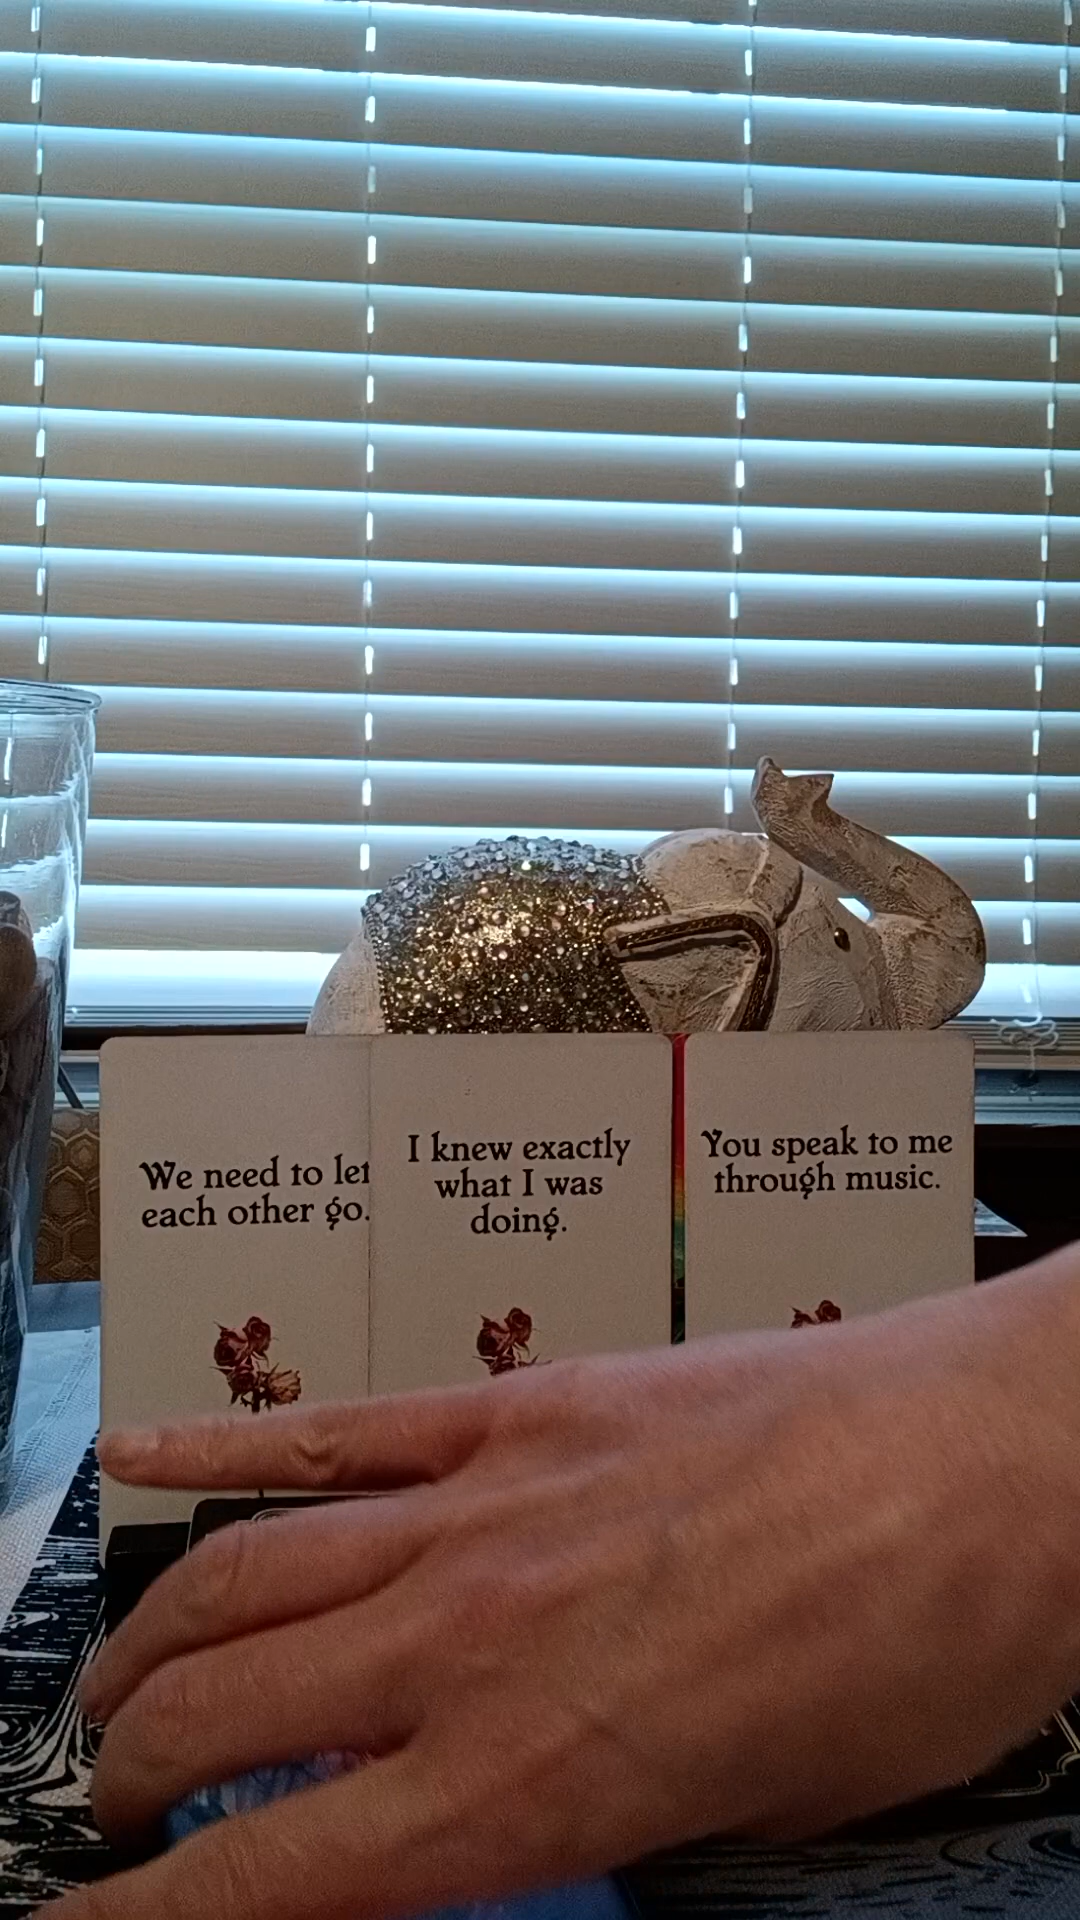 We need to let
each other go.
I knew exactly
what I was
doing.
You speak to me
through music.